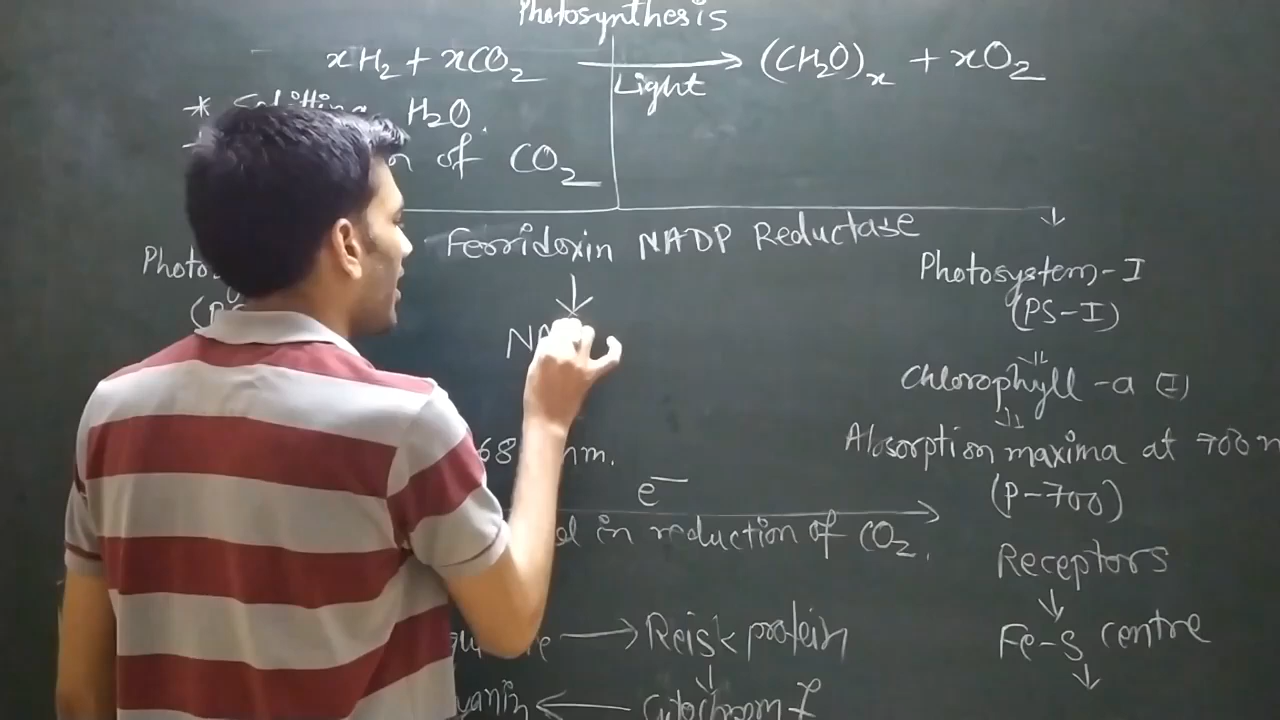 Photosynthesis
xH₂ + xCO₂ ⟶ (CH₂O)ₓ + xO₂
Light
* Splitting H₂O.
of CO₂
Ferridoxin NADP Reductase
↓
Photosystem-I
(PS-I)
Chlorophyll-a (I)
Absorption maxima at 700
nm.
(P-700)
e⁻
in reduction of CO₂.
Receptors
↓
→ Reisk protein
Fe-S centre
↓
← Cytochrom f